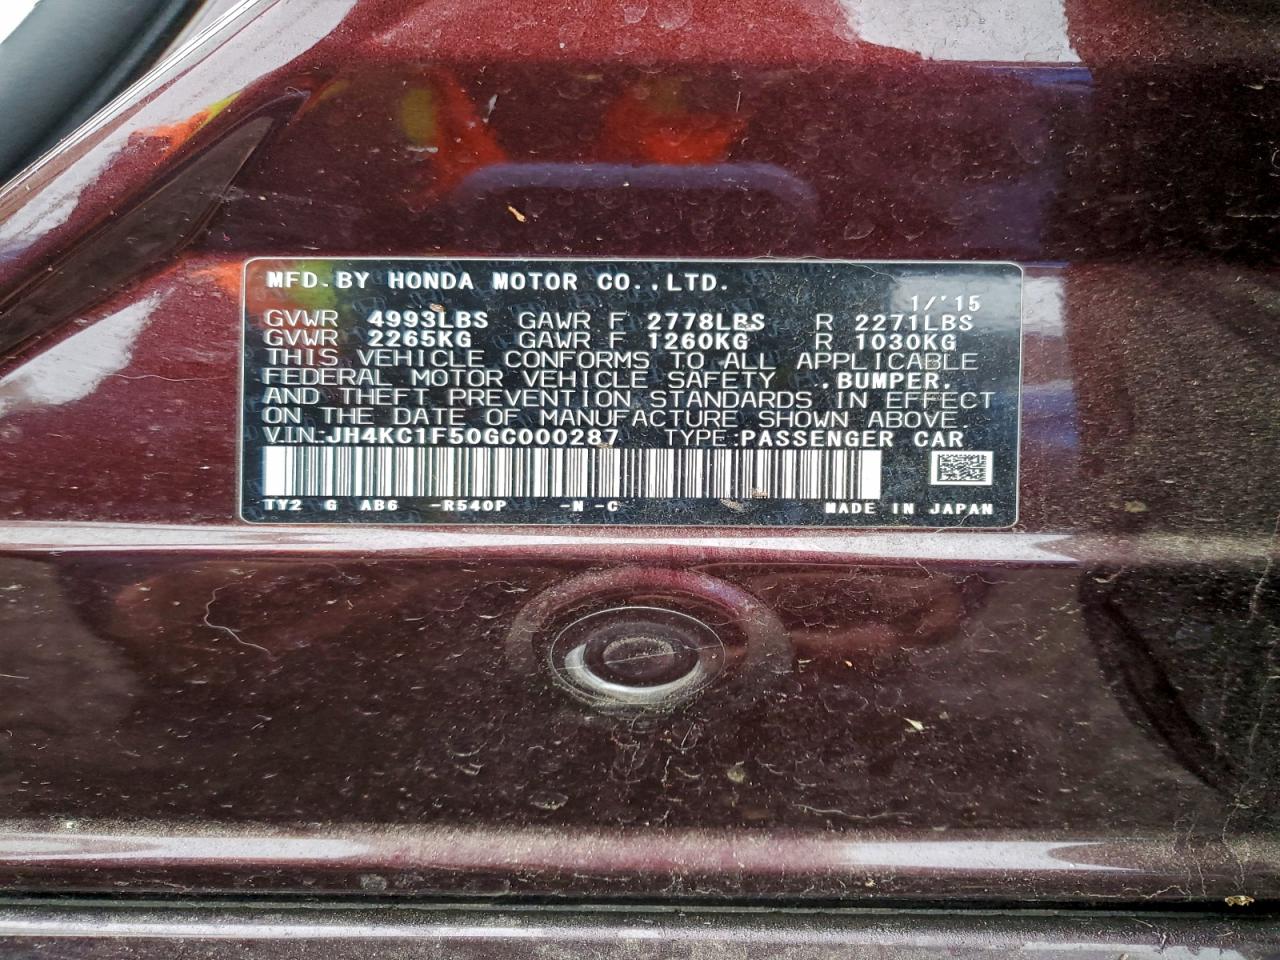 MFD.BY HONDA MOTOR CO.,LTD.
1/'15
GVWR 4993LBS GAWR F 2778LBS R 2271LBS
GVWR 2265KG GAWR F 1260KG R 1030KG
THIS VEHICLE CONFORMS TO ALL APPLICABLE
FEDERAL MOTOR VEHICLE SAFETY ,BUMPER,
AND THEFT PREVENTION STANDARDS IN EFFECT
ON THE DATE OF MANUFACTURE SHOWN ABOVE.
VIN:JH4KC1F50GC000287 TYPE:PASSENGER CAR
TY2 G AB6 -R540P -N -C MADE IN JAPAN